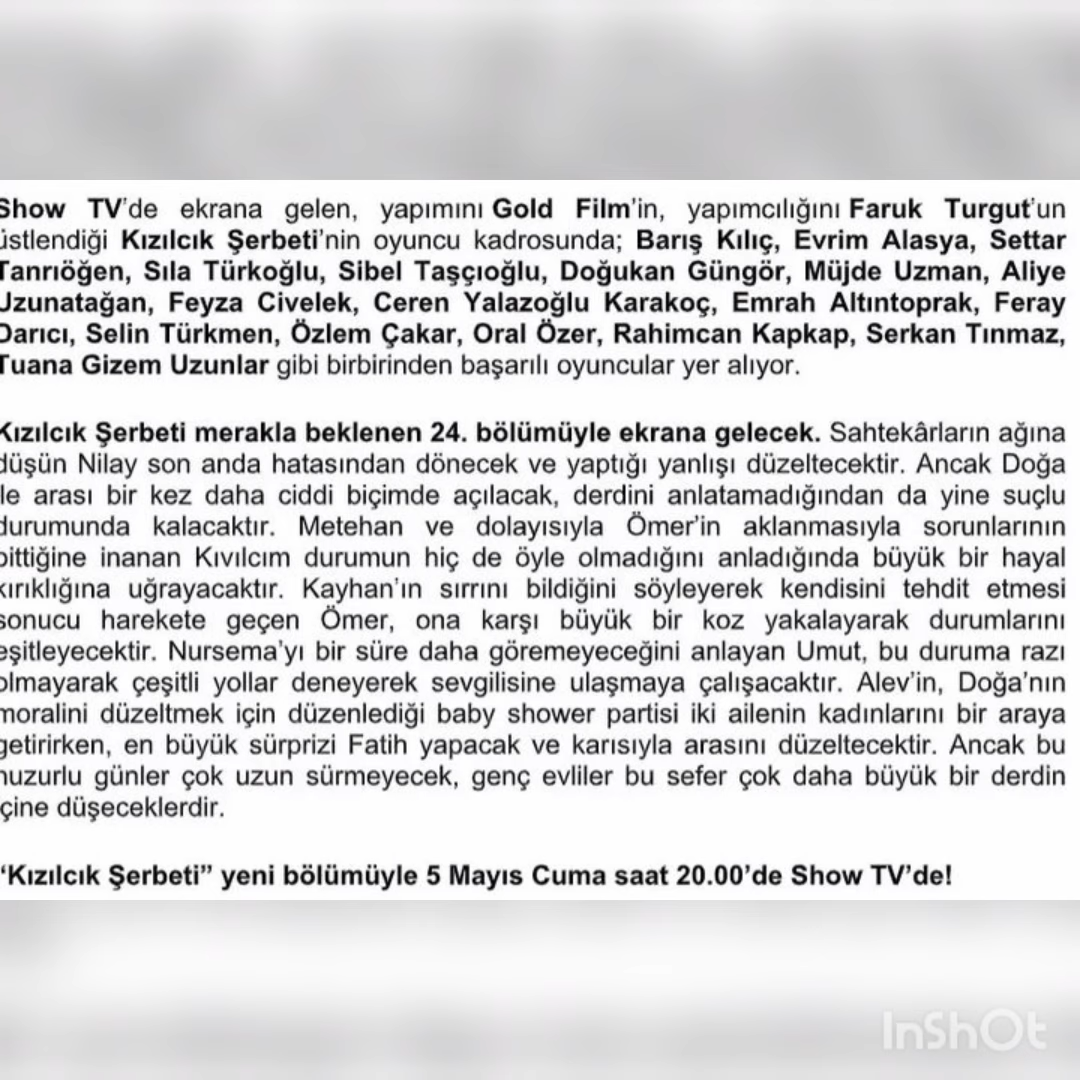 Show TV'de ekrana gelen, yapımını Gold Film'in, yapımcılığını Faruk Turgut'un
üstlendiği Kızılcık Şerbeti'nin oyuncu kadrosunda; Barış Kılıç, Evrim Alasya, Settar
Tanrıöğen, Sıla Türkoğlu, Sibel Taşçıoğlu, Doğukan Güngör, Müjde Uzman, Aliye
Uzunatağan, Feyza Civelek, Ceren Yalazoğlu Karakoç, Emrah Altıntoprak, Feray
Darıcı, Selin Türkmen, Özlem Çakar, Oral Özer, Rahimcan Kapkap, Serkan Tınmaz,
Tuana Gizem Uzunlar gibi birbirinden başarılı oyuncular yer alıyor.
Kızılcık Şerbeti merakla beklenen 24. bölümüyle ekrana gelecek. Sahtekârların ağına
düşün Nilay son anda hatasından dönecek ve yaptığı yanlışı düzeltecektir. Ancak Doğa
le arası bir kez daha ciddi biçimde açılacak, derdini anlatamadığından da yine suçlu
durumunda kalacaktır. Metehan ve dolayısıyla Ömer'in aklanmasıyla sorunlarının
bittiğine inanan Kıvılcım durumun hiç de öyle olmadığını anladığında büyük bir hayal
kırıklığına uğrayacaktır. Kayhan'ın sırrını bildiğini söyleyerek kendisini tehdit etmesi
sonucu harekete geçen Ömer, ona karşı büyük bir koz yakalayarak durumlarını
eşitleyecektir. Nursema'yı bir süre daha göremeyeceğini anlayan Umut, bu duruma razı
olmayarak çeşitli yollar deneyerek sevgilisine ulaşmaya çalışacaktır. Alev'in, Doğa'nın
moralini düzeltmek için düzenlediği baby shower partisi iki ailenin kadınlarını bir araya
getirirken, en büyük sürprizi Fatih yapacak ve karısıyla arasını düzeltecektir. Ancak bu
huzurlu günler çok uzun sürmeyecek, genç evliler bu sefer çok daha büyük bir derdin
çine düşeceklerdir.
"Kızılcık Şerbeti" yeni bölümüyle 5 Mayıs Cuma saat 20.00'de Show TV'de!
InShOt